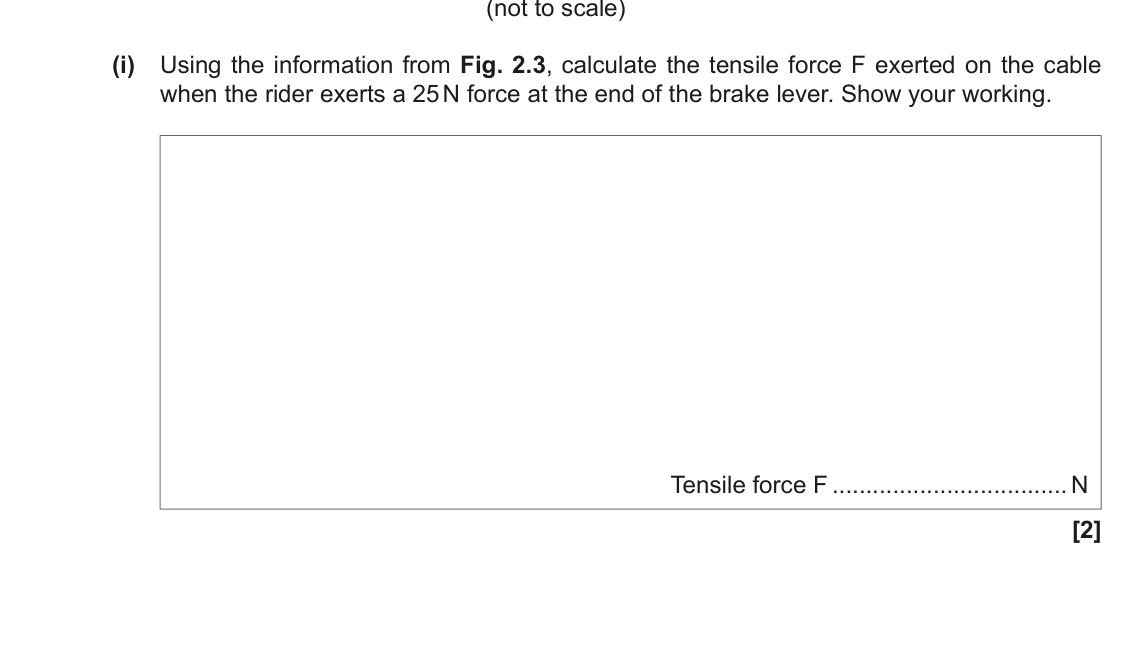 (not to scale)
(i) Using the information from Fig. 2.3, calculate the tensile force F exerted on the cable
when the rider exerts a 25 N force at the end of the brake lever. Show your working.
Tensile force F ................................... N
[2]